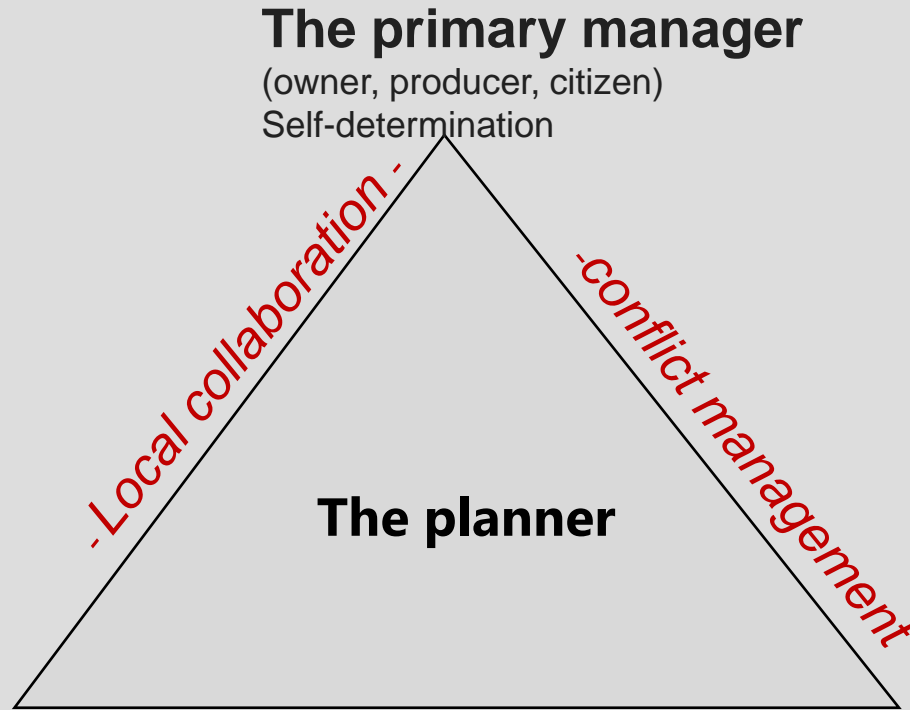 The primary manager
(owner, producer, citizen)
Self-determination
- Local collaboration -
-conflict management
The planner